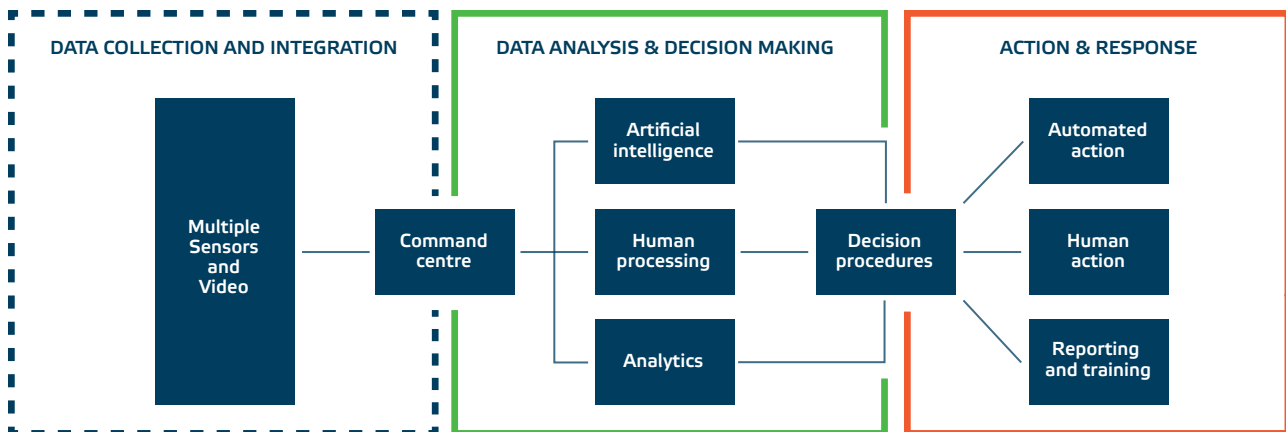 DATA COLLECTION AND INTEGRATION
Multiple
Sensors
and
Video
Command
centre
DATA ANALYSIS & DECISION MAKING
Artificial
intelligence
Human
processing
Analytics
Decision
procedures
ACTION & RESPONSE
Automated
action
Human
action
Reporting
and training